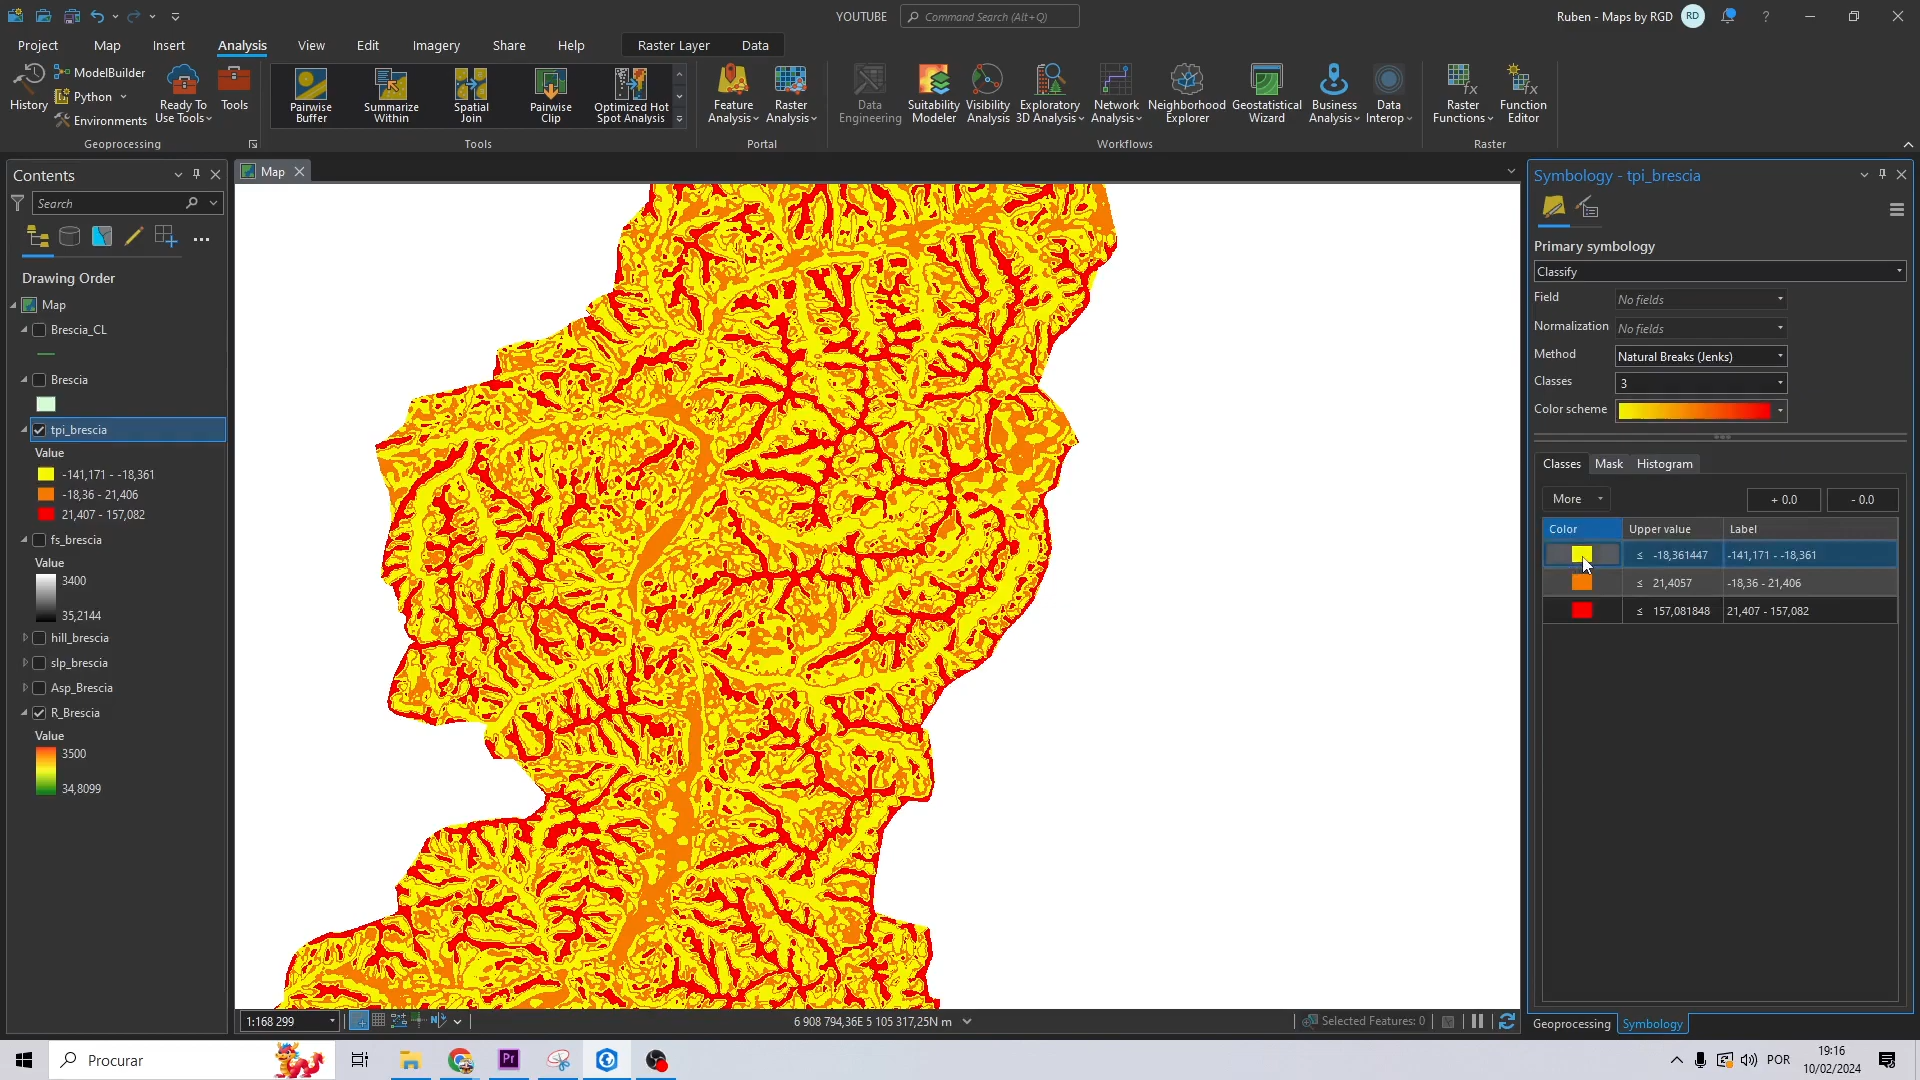 YOUTUBE
Command Search (Alt+Q)
Ruben - Maps by RGD
RD
?
Project
Map
Insert
Analysis
View
Edit
Imagery
Share
Help
Raster Layer
Data
History
ModelBuilder
Python
Environments
Ready To
Use Tools
Tools
Geoprocessing
Pairwise
Buffer
Summarize
Within
Spatial
Join
Pairwise
Clip
Optimized Hot
Spot Analysis
Tools
Feature
Analysis
Raster
Analysis
Portal
Data
Engineering
Suitability
Modeler
Visibility
Analysis
Exploratory
3D Analysis
Network
Analysis
Neighborhood
Explorer
Geostatistical
Wizard
Business
Analysis
Data
Interop
Workflows
Raster
Functions
Function
Editor
Raster
Contents
Search
Drawing Order
Map
Brescia_CL
Brescia
tpi_brescia
Value
-141,171 - -18,361
-18,36 - 21,406
21,407 - 157,082
fs_brescia
Value
3400
35,2144
hill_brescia
slp_brescia
Asp_Brescia
R_Brescia
Value
3500
34,8099
Map
1:168 299
6 908 794,36E 5 105 317,25N m
Selected Features: 0
Symbology - tpi_brescia
Primary symbology
Classify
Field No fields
Normalization No fields
Method Natural Breaks (Jenks)
Classes 3
Color scheme
Classes Mask Histogram
More + 0.0 - 0.0
Color Upper value Label
≤ -18,361447 -141,171 - -18,361
≤ 21,4057 -18,36 - 21,406
≤ 157,081848 21,407 - 157,082
Geoprocessing Symbology
Procurar
Pr
POR
19:16
10/02/2024